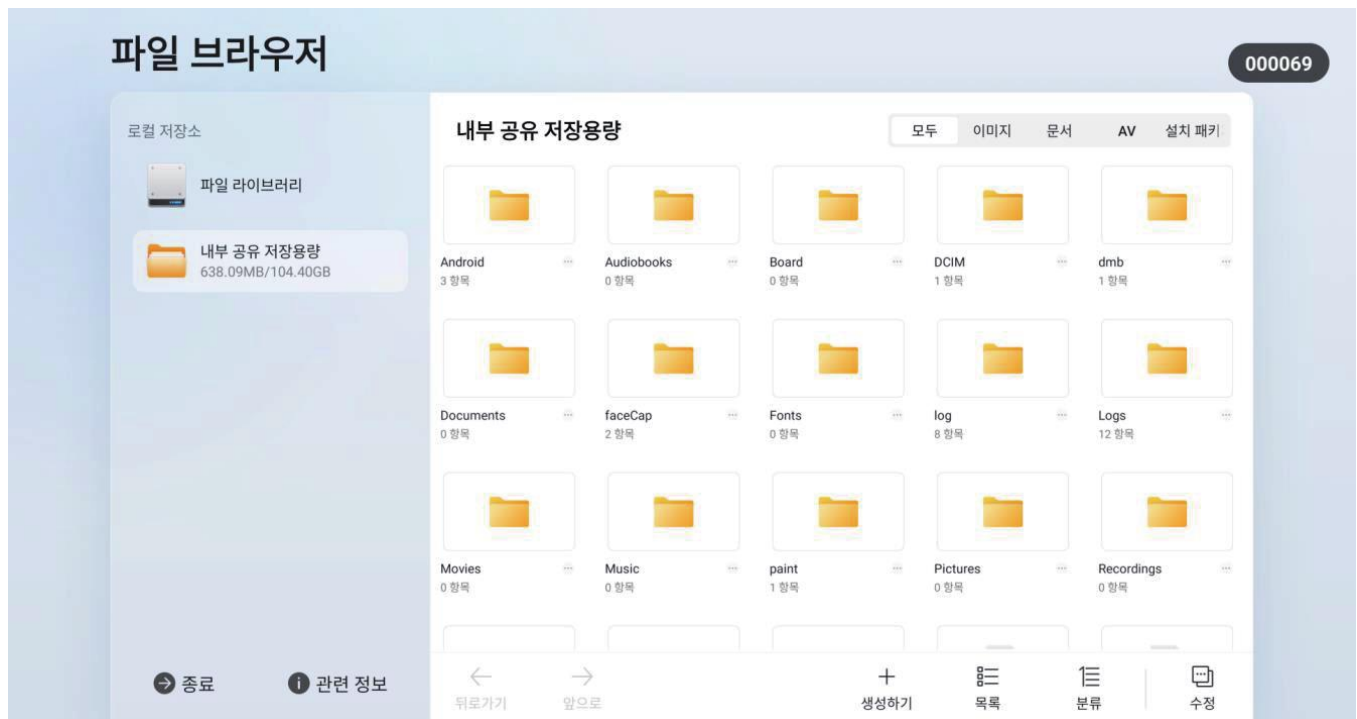 파일 브라우저
000069
로컬 저장소
파일 라이브러리
내부 공유 저장용량
638.09MB/104.40GB
종료
관련 정보
내부 공유 저장용량
모두 이미지 문서 AV 설치 패키
Android ... Audiobooks ... Board ... DCIM ... dmb ...
3 항목 0 항목 0 항목 1 항목 1 항목
Documents ... faceCap ... Fonts ... log ... Logs ...
0 항목 2 항목 0 항목 8 항목 12 항목
Movies ... Music ... paint ... Pictures ... Recordings ...
0 항목 0 항목 1 항목 0 항목 0 항목
뒤로가기 앞으로 생성하기 목록 분류 수정